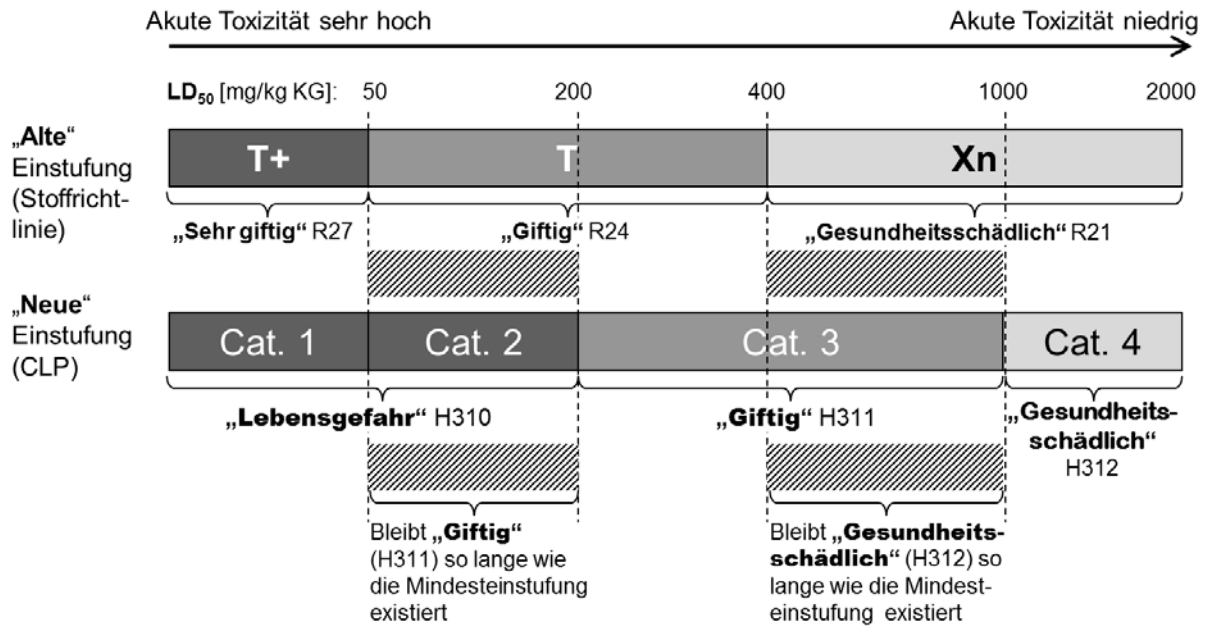 Akute Toxizität sehr hoch
Akute Toxizität niedrig
LD50 [mg/kg KG]: 50 200 400 1000 2000
„Alte“
Einstufung
(Stoffricht-
linie)
T+ T Xn
„Sehr giftig“ R27
„Giftig“ R24
„Gesundheitsschädlich“ R21
„Neue“
Einstufung
(CLP)
Cat. 1 Cat. 2 Cat. 3 Cat. 4
„Lebensgefahr“ H310
„Giftig“ H311
„Gesundheits-
schädlich“
H312
Bleibt „Giftig“
(H311) so lange wie
die Mindesteinstufung
existiert
Bleibt „Gesundheits-
schädlich“ (H312) so
lange wie die Mindest-
einstufung existiert